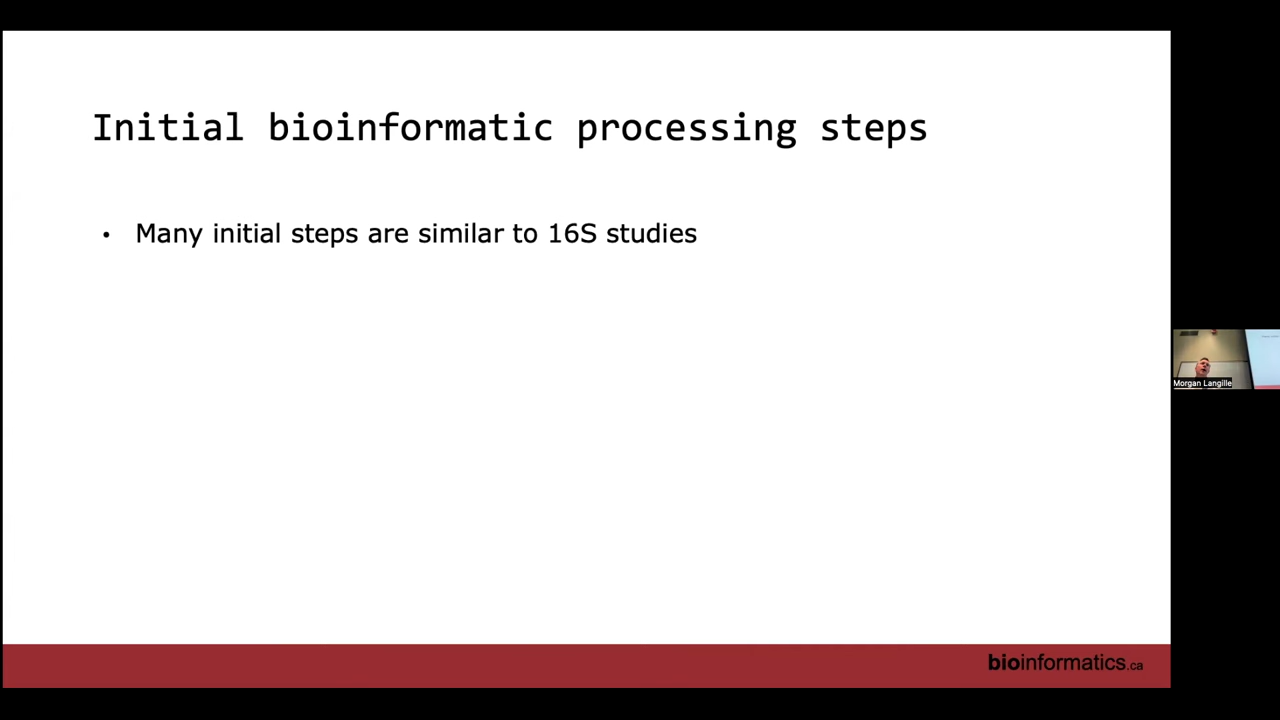 Initial bioinformatic processing steps
• Many initial steps are similar to 16S studies
Morgan Langille
bioinformatics.ca